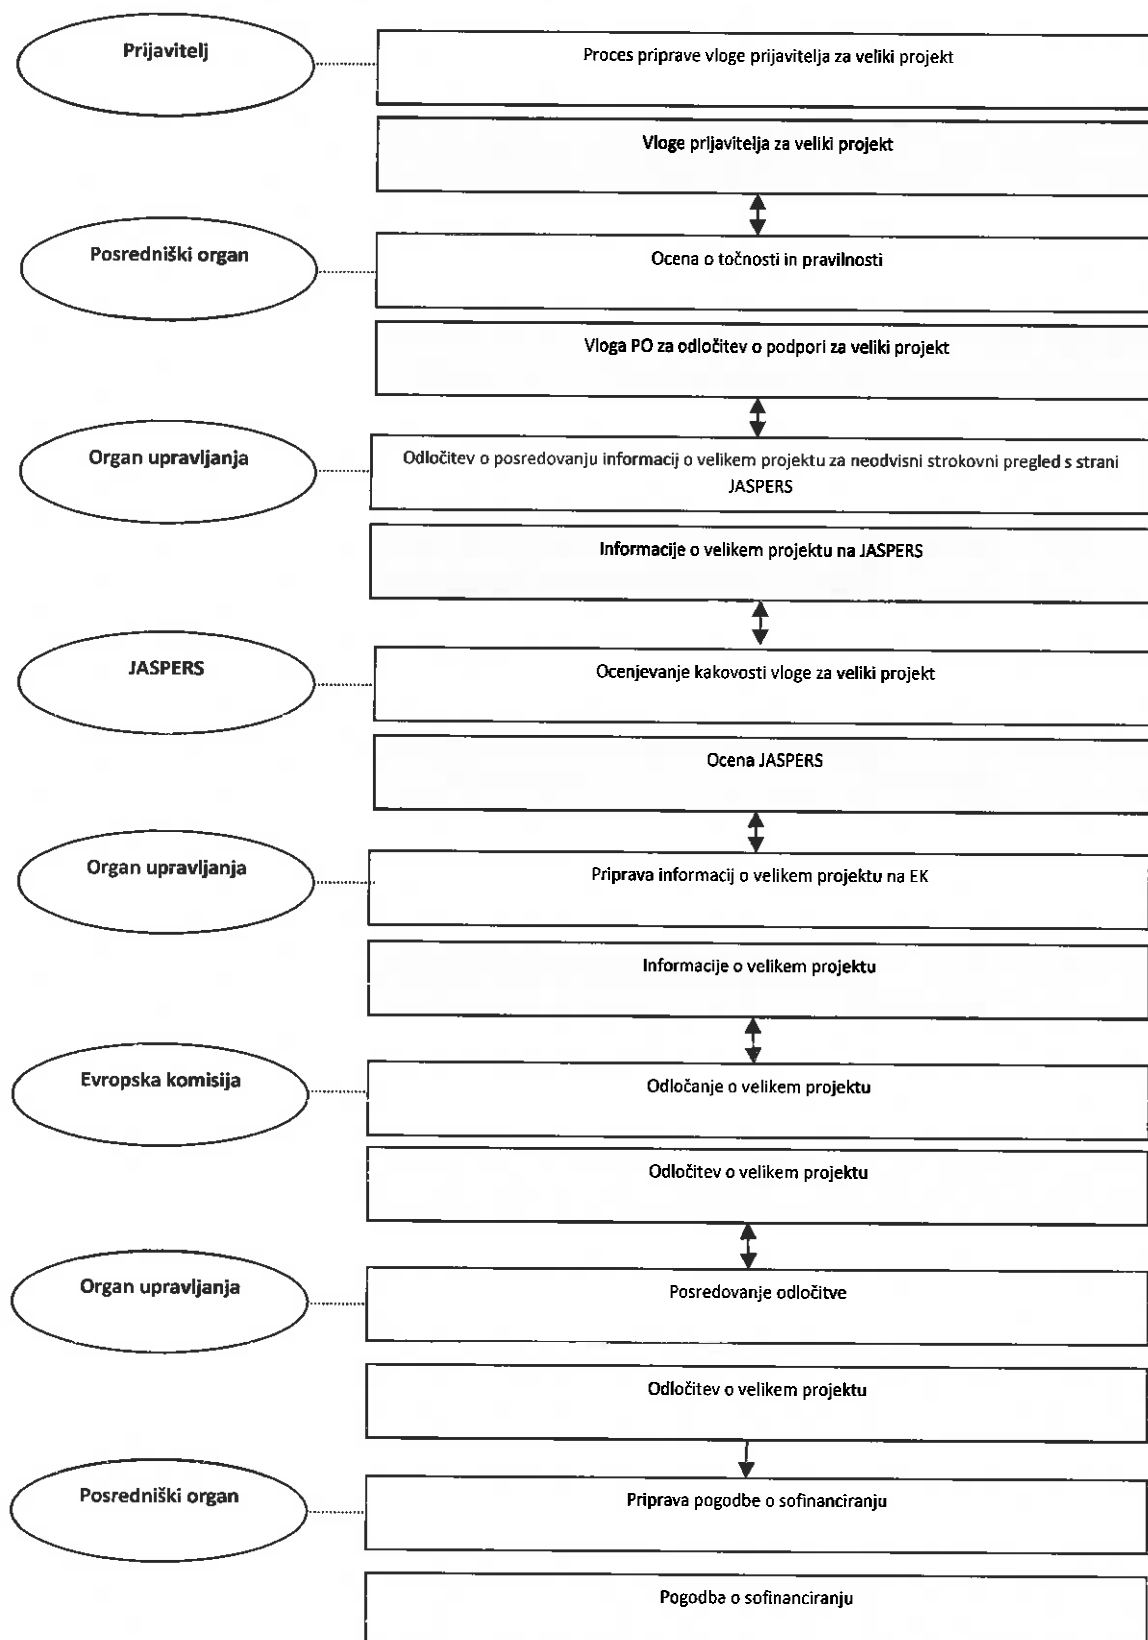 Prijavitelj
Proces priprave vloge prijavitelja za veliki projekt
Vloge prijavitelja za veliki projekt
Posredniški organ
Ocena o točnosti in pravilnosti
Vloga PO za odločitev o podpori za veliki projekt
Organ upravljanja
Odločitev o posredovanju informacij o velikem projektu za neodvisni strokovni pregled s strani
JASPERS
Informacije o velikem projektu na JASPERS
JASPERS
Ocenjevanje kakovosti vloge za veliki projekt
Ocena JASPERS
Organ upravljanja
Priprava informacij o velikem projektu na EK
Informacije o velikem projektu
Evropska komisija
Odločanje o velikem projektu
Odločitev o velikem projektu
Organ upravljanja
Posredovanje odločitve
Odločitev o velikem projektu
Posredniški organ
Priprava pogodbe o sofinanciranju
Pogodba o sofinanciranju